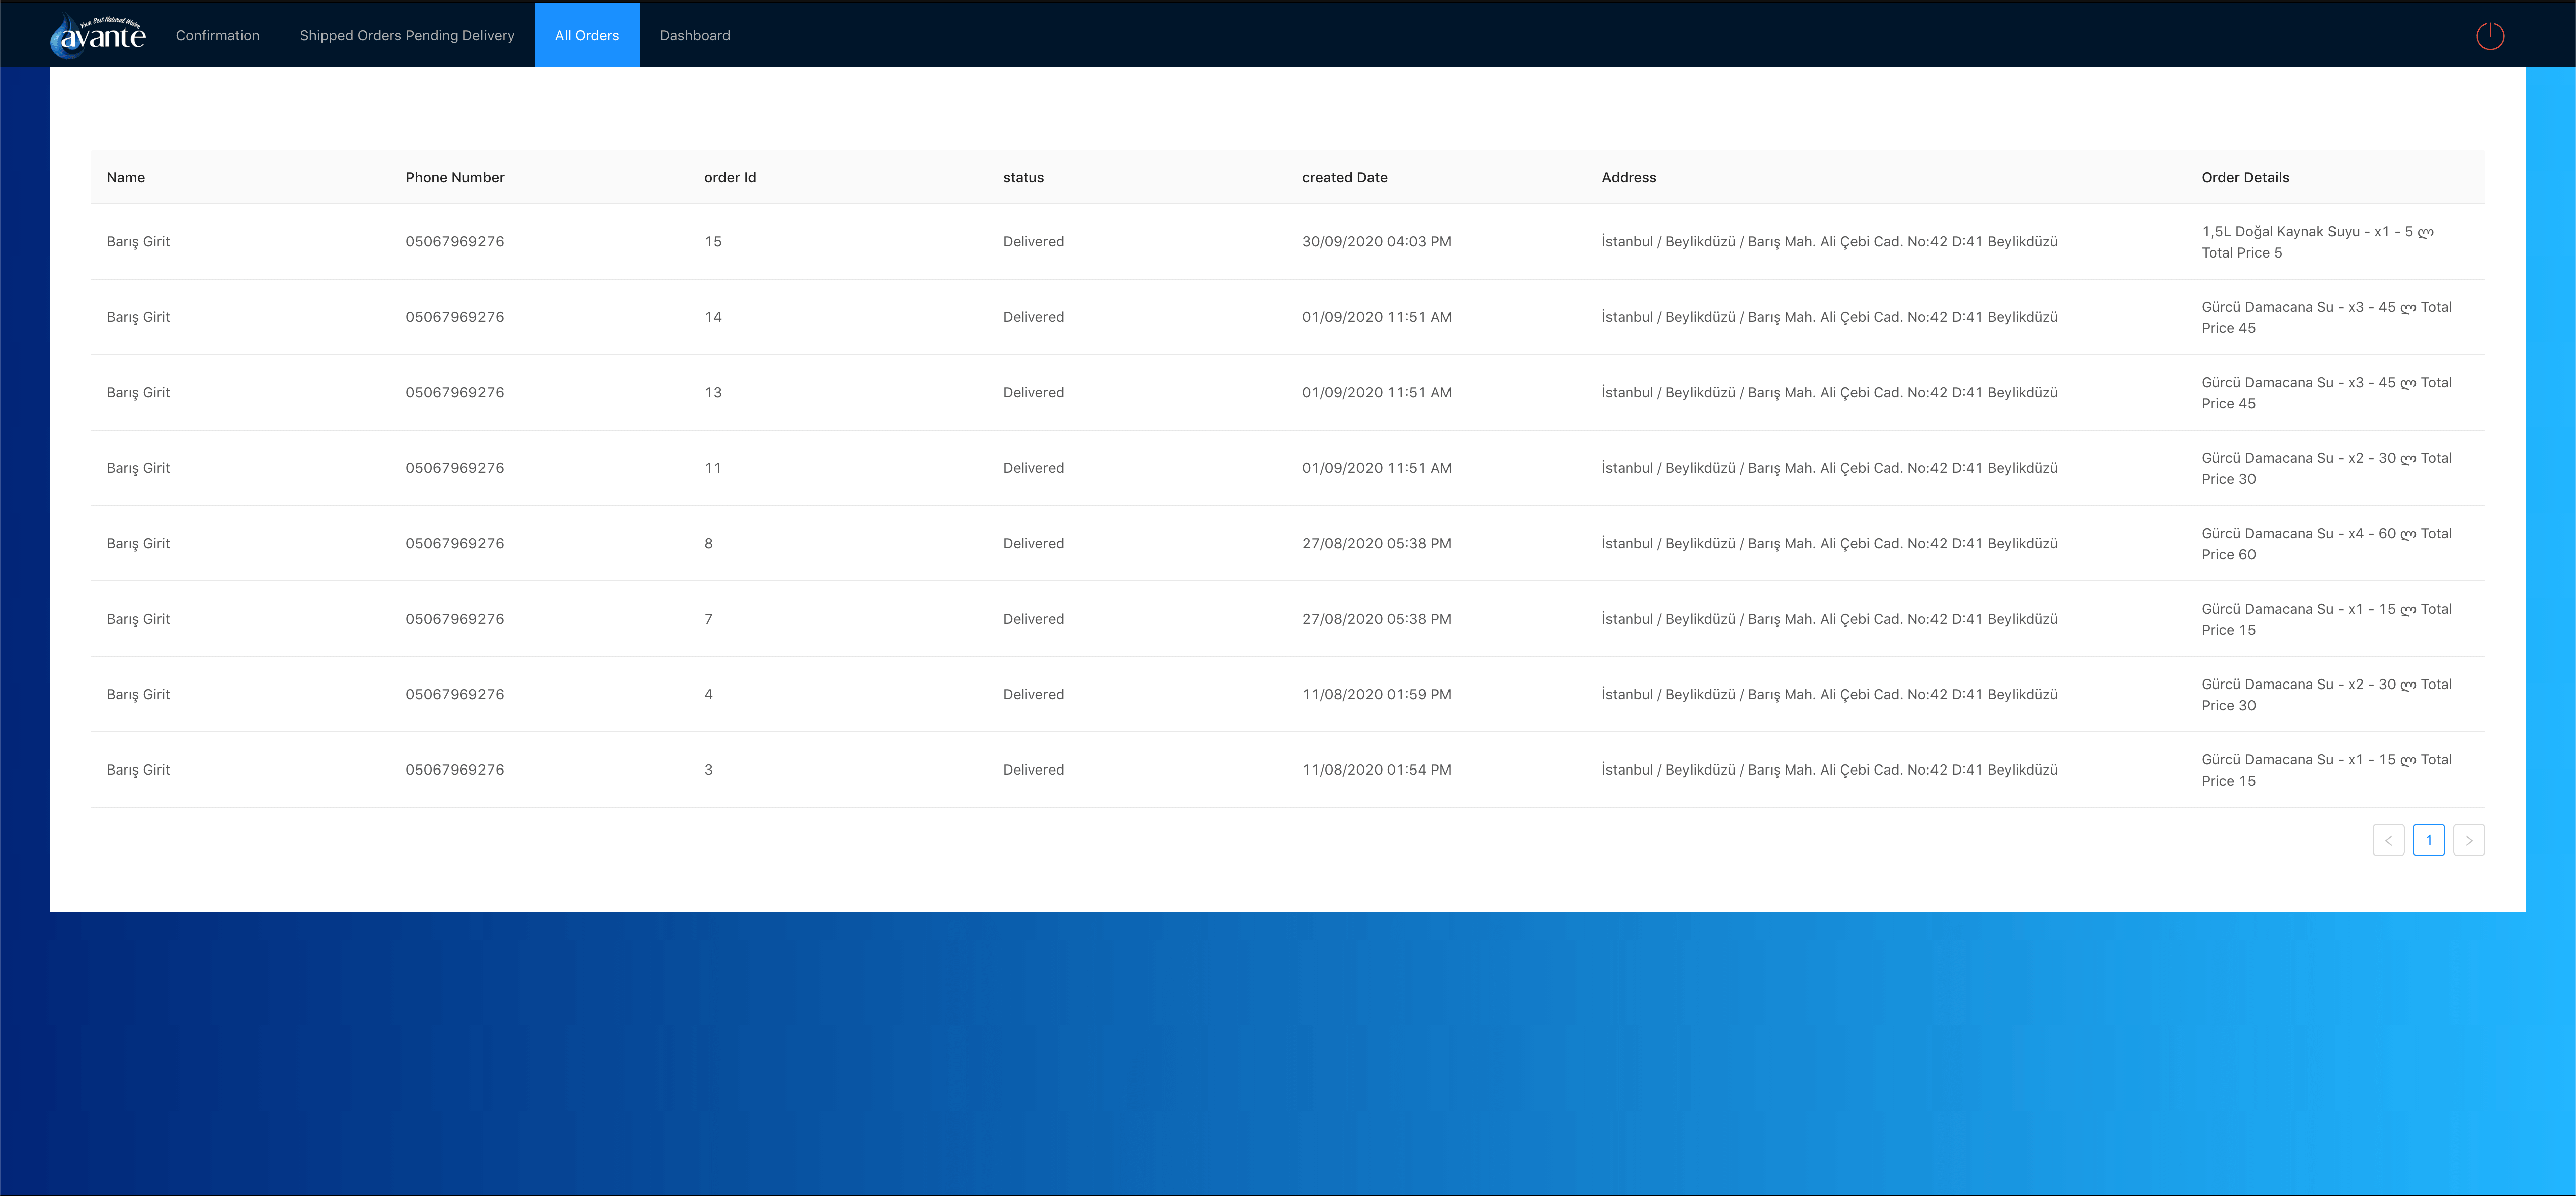 Your Best Natural Water
avante
Confirmation Shipped Orders Pending Delivery All Orders Dashboard
Name Phone Number order Id status created Date Address Order Details
Barış Girit 05067969276 15 Delivered 30/09/2020 04:03 PM İstanbul / Beylikdüzü / Barış Mah. Ali Çebi Cad. No:42 D:41 Beylikdüzü 1,5L Doğal Kaynak Suyu - x1 - 5 ლ
Total Price 5
Barış Girit 05067969276 14 Delivered 01/09/2020 11:51 AM İstanbul / Beylikdüzü / Barış Mah. Ali Çebi Cad. No:42 D:41 Beylikdüzü Gürcü Damacana Su - x3 - 45 ლ Total
Price 45
Barış Girit 05067969276 13 Delivered 01/09/2020 11:51 AM İstanbul / Beylikdüzü / Barış Mah. Ali Çebi Cad. No:42 D:41 Beylikdüzü Gürcü Damacana Su - x3 - 45 ლ Total
Price 45
Barış Girit 05067969276 11 Delivered 01/09/2020 11:51 AM İstanbul / Beylikdüzü / Barış Mah. Ali Çebi Cad. No:42 D:41 Beylikdüzü Gürcü Damacana Su - x2 - 30 ლ Total
Price 30
Barış Girit 05067969276 8 Delivered 27/08/2020 05:38 PM İstanbul / Beylikdüzü / Barış Mah. Ali Çebi Cad. No:42 D:41 Beylikdüzü Gürcü Damacana Su - x4 - 60 ლ Total
Price 60
Barış Girit 05067969276 7 Delivered 27/08/2020 05:38 PM İstanbul / Beylikdüzü / Barış Mah. Ali Çebi Cad. No:42 D:41 Beylikdüzü Gürcü Damacana Su - x1 - 15 ლ Total
Price 15
Barış Girit 05067969276 4 Delivered 11/08/2020 01:59 PM İstanbul / Beylikdüzü / Barış Mah. Ali Çebi Cad. No:42 D:41 Beylikdüzü Gürcü Damacana Su - x2 - 30 ლ Total
Price 30
Barış Girit 05067969276 3 Delivered 11/08/2020 01:54 PM İstanbul / Beylikdüzü / Barış Mah. Ali Çebi Cad. No:42 D:41 Beylikdüzü Gürcü Damacana Su - x1 - 15 ლ Total
Price 15
1